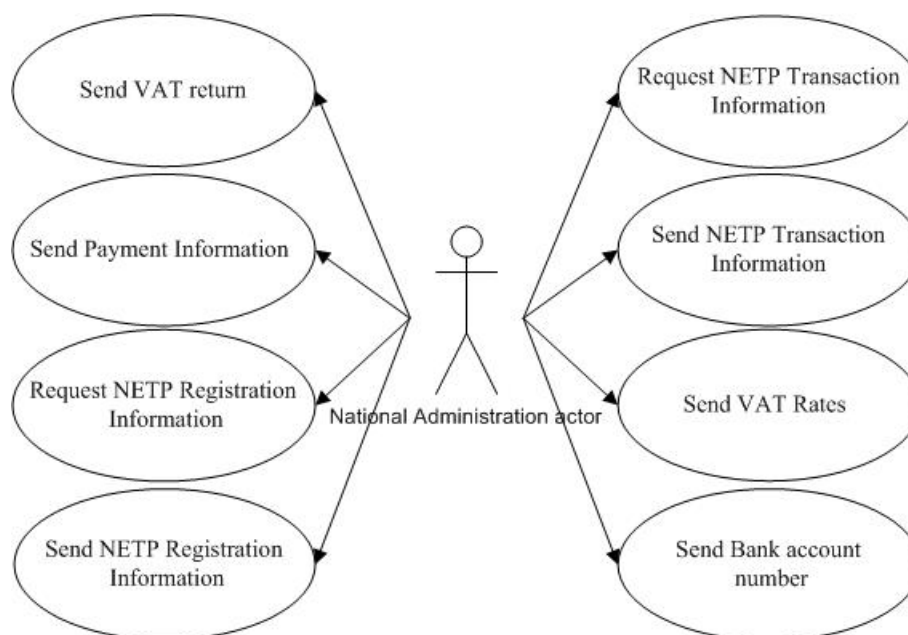 Send VAT return
Send Payment Information
Request NETP Registration
Information
Send NETP Registration
Information
National Administration actor
Request NETP Transaction
Information
Send NETP Transaction
Information
Send VAT Rates
Send Bank account
number